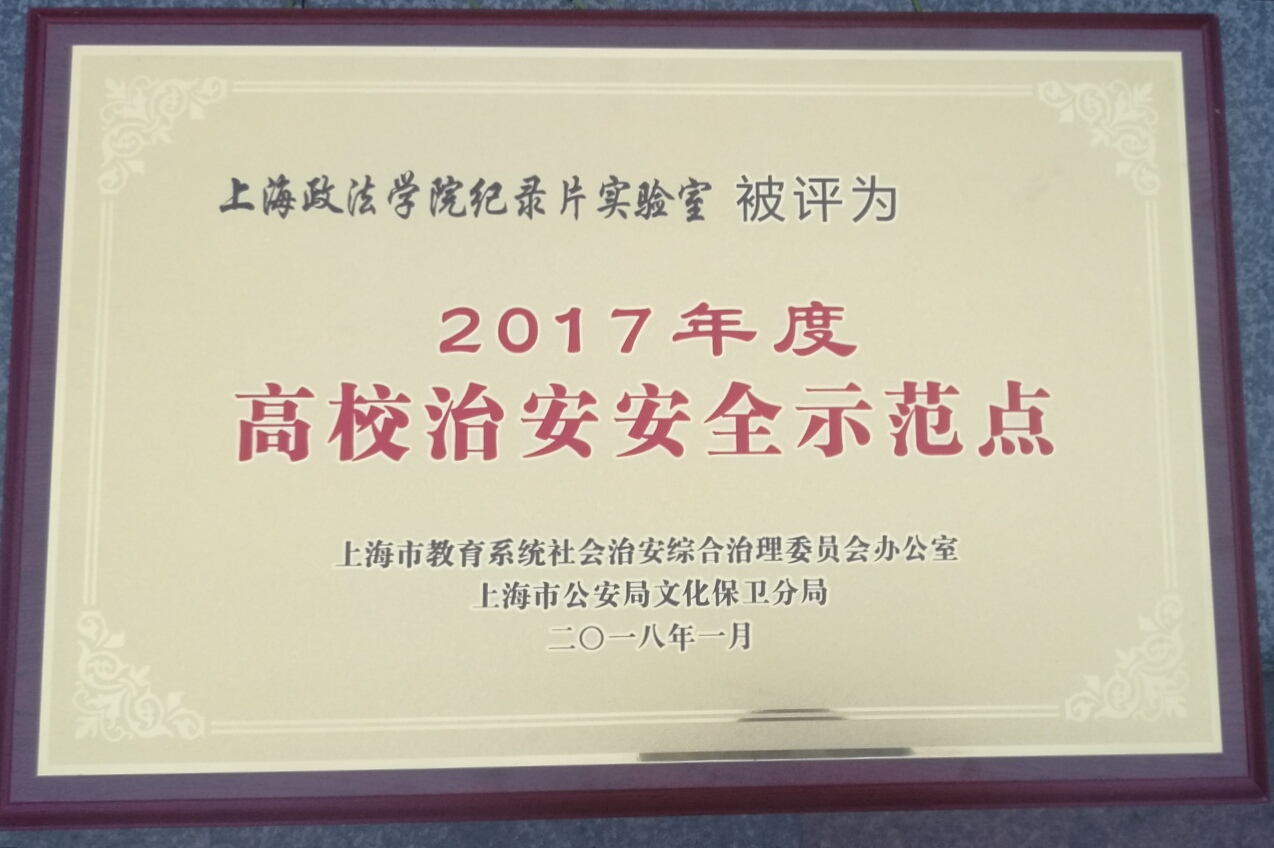 上海政法学院纪录片实验室 被评为
2017年度
高校治安安全示范点
上海市教育系统社会治安综合治理委员会办公室
上海市公安局文化保卫分局
二〇一八年一月